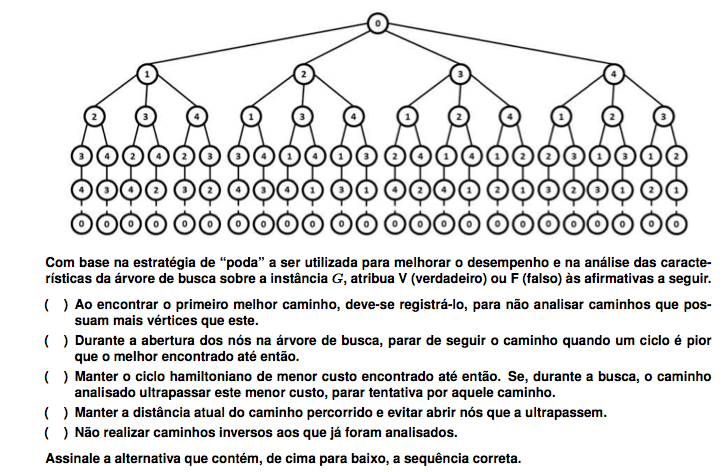 0
1 2 3 4
2 3 4 1 3 4 1 2 4 1 2 3
3 4 2 4 2 3 3 4 1 4 1 3 2 4 1 4 1 2 2 3 1 3 1 2
4 3 4 2 3 2 4 3 4 1 3 1 4 2 4 1 2 1 3 2 3 1 2 1
0 0 0 0 0 0 0 0 0 0 0 0 0 0 0 0 0 0 0 0 0 0 0 0
Com base na estratégia de “poda” a ser utilizada para melhorar o desempenho e na análise das caracte-
rísticas da árvore de busca sobre a instância G, atribua V (verdadeiro) ou F (falso) às afirmativas a seguir.
( ) Ao encontrar o primeiro melhor caminho, deve-se registrá-lo, para não analisar caminhos que pos-
suam mais vértices que este.
( ) Durante a abertura dos nós na árvore de busca, parar de seguir o caminho quando um ciclo é pior
que o melhor encontrado até então.
( ) Manter o ciclo hamiltoniano de menor custo encontrado até então. Se, durante a busca, o caminho
analisado ultrapassar este menor custo, parar tentativa por aquele caminho.
( ) Manter a distância atual do caminho percorrido e evitar abrir nós que a ultrapassem.
( ) Não realizar caminhos inversos aos que já foram analisados.
Assinale a alternativa que contém, de cima para baixo, a sequência correta.